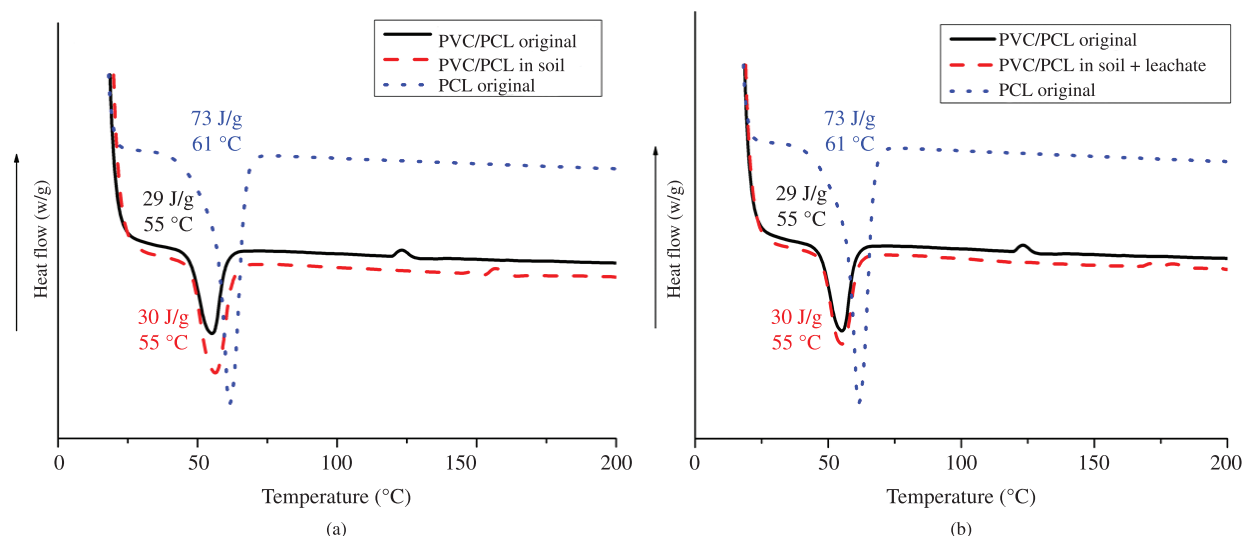 PVC/PCL original
PVC/PCL in soil
PCL original
73 J/g
61 °C
29 J/g
55 °C
30 J/g
55 °C
Heat flow (w/g)
0
50
100
150
200
Temperature (°C)
(a)
PVC/PCL original
PVC/PCL in soil + leachate
PCL original
73 J/g
61 °C
29 J/g
55 °C
30 J/g
55 °C
Heat flow (w/g)
0
50
100
150
200
Temperature (°C)
(b)